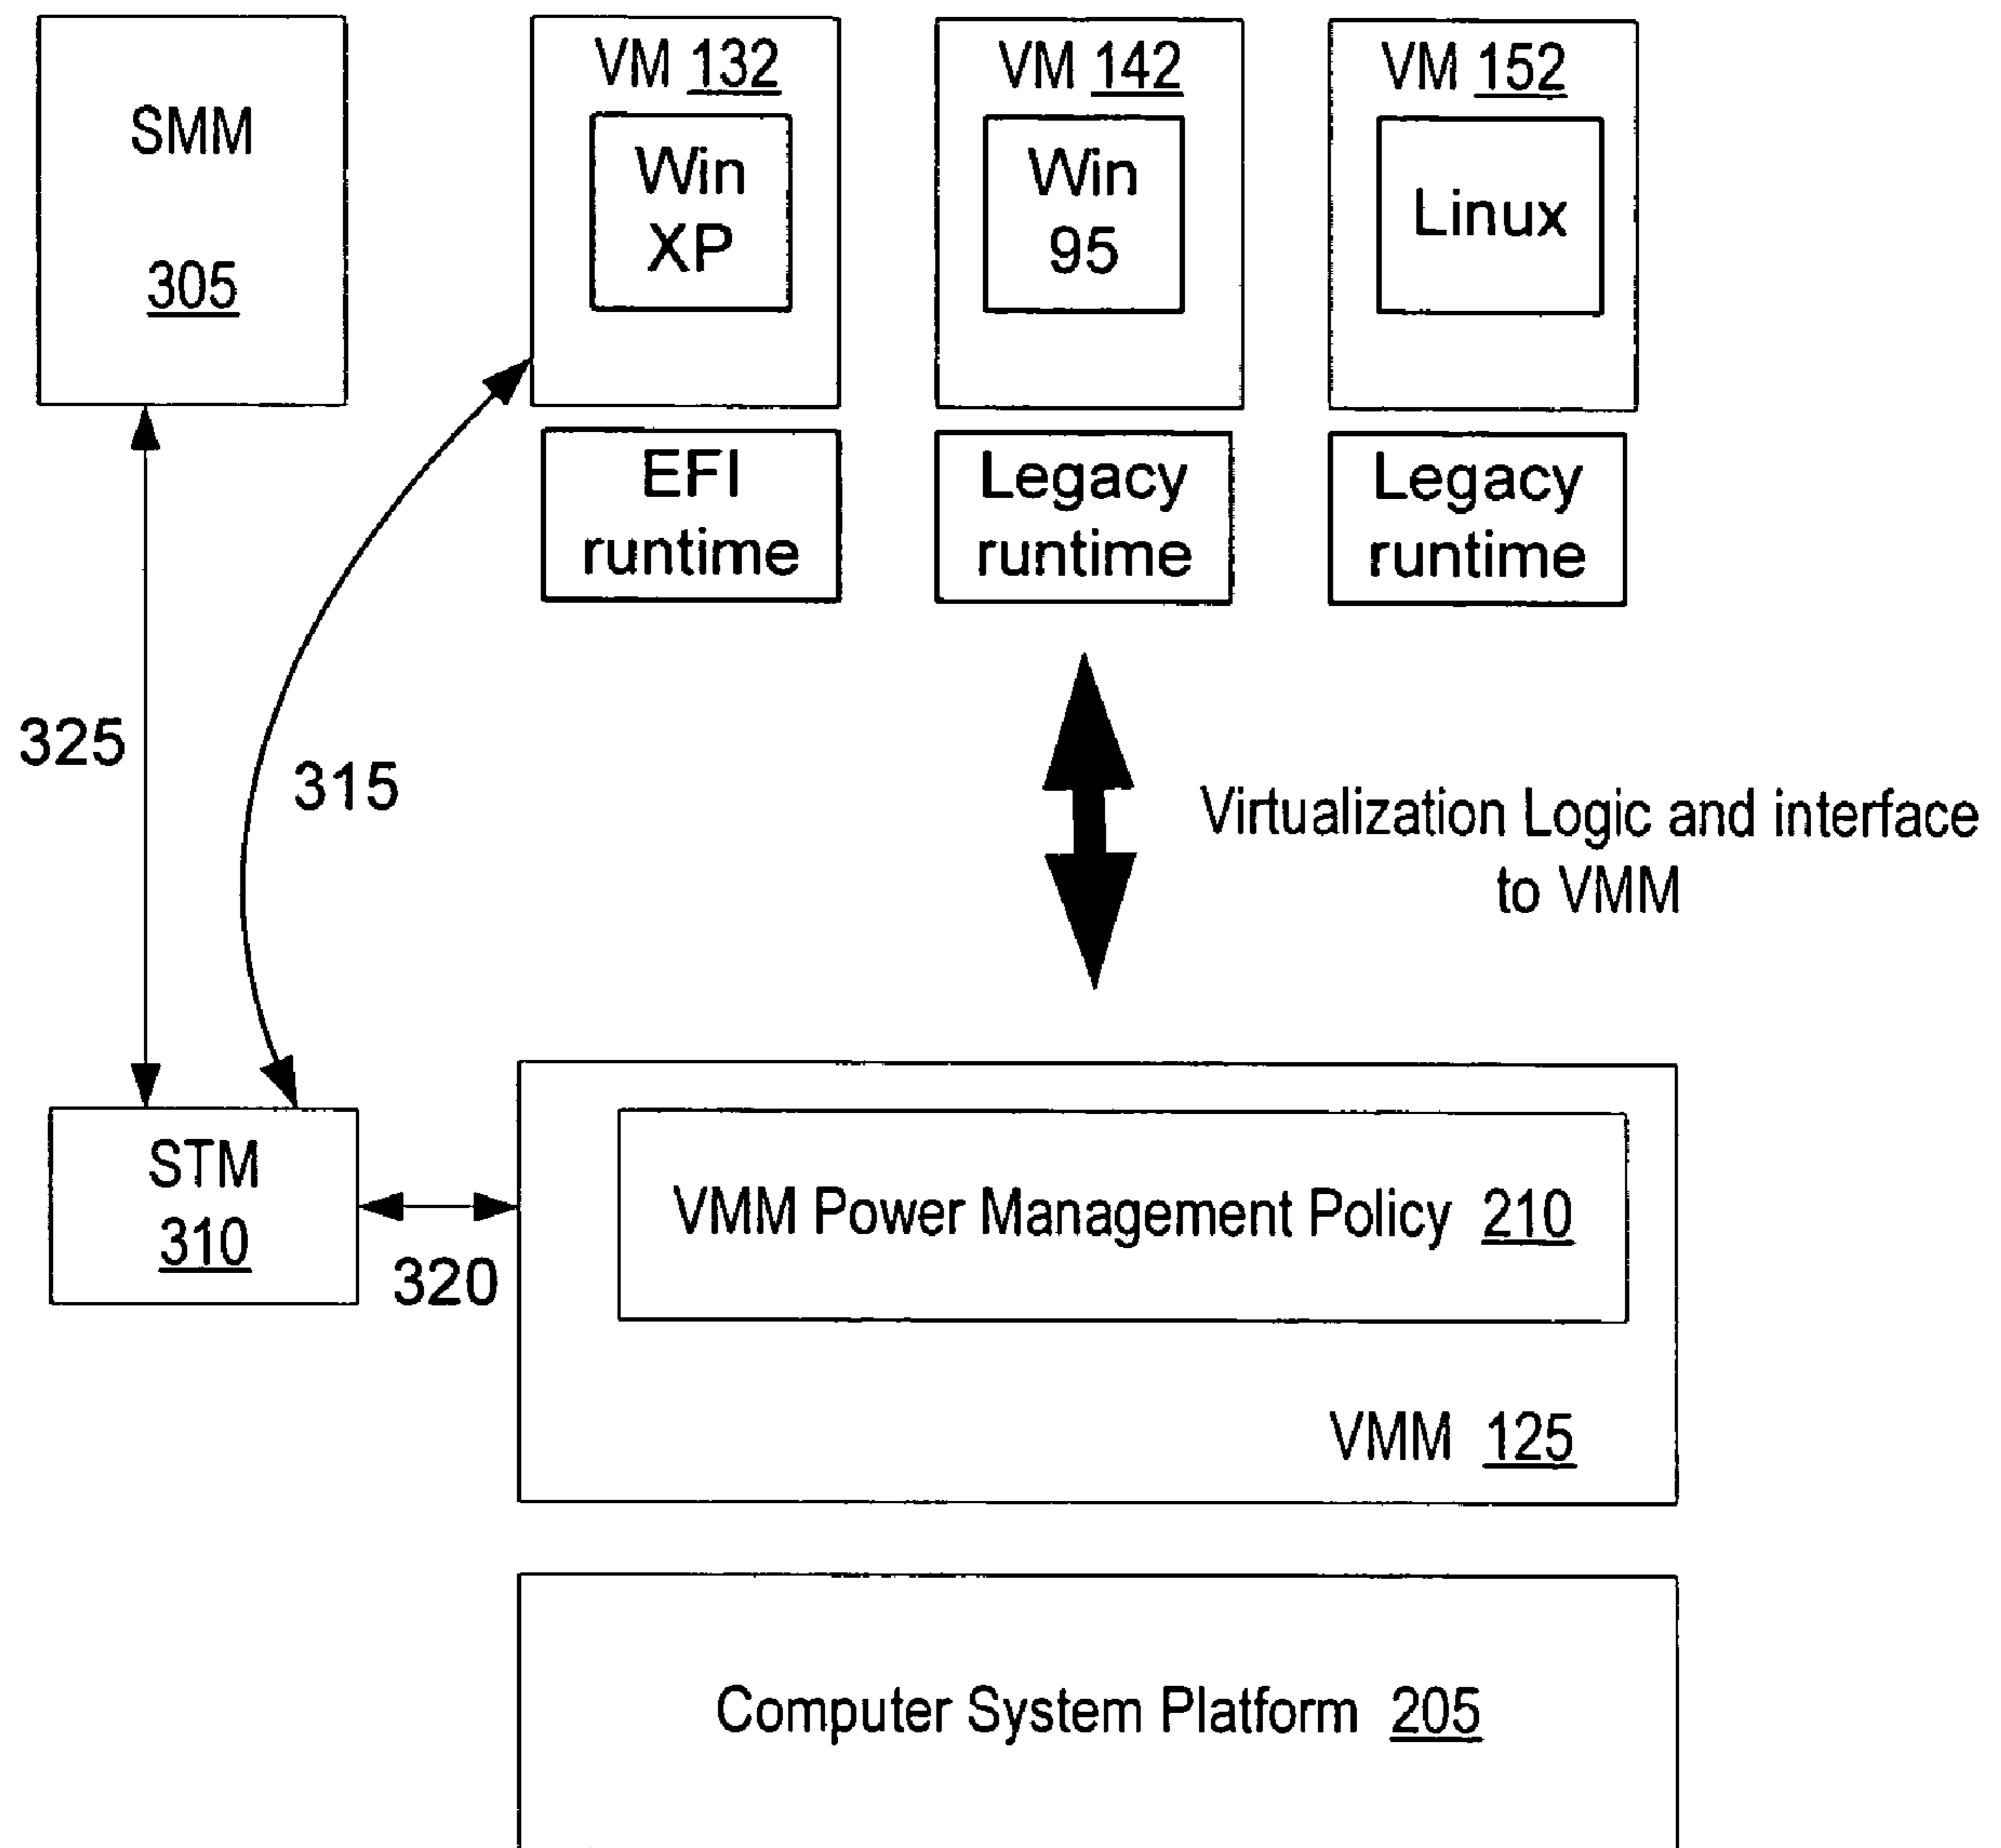 SMM
305
VM 132
Win
XP
VM 142
Win
95
VM 152
Linux
EFI
runtime
Legacy
runtime
Legacy
runtime
325
315
Virtualization Logic and interface
to VMM
STM
310
320
VMM Power Management Policy 210
VMM 125
Computer System Platform 205